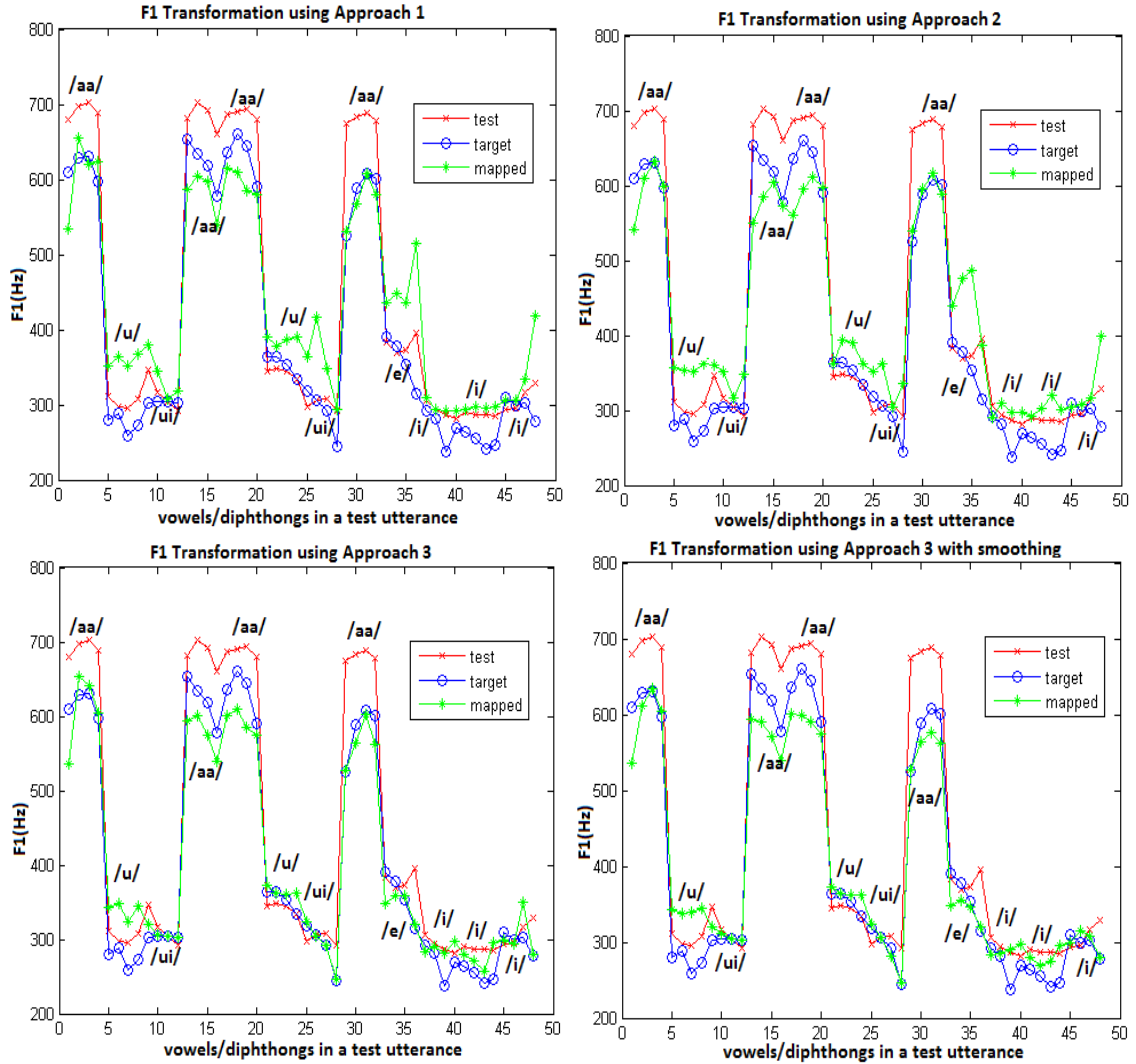 F1 Transformation using Approach 1
800
700
600
500
400
300
200
F1(Hz)
/aa/
/aa/
/aa/
/aa/
/u/
/ui/
/u/
/ui/
/e/
/i/
/i/
/i/
test
target
mapped
0 5 10 15 20 25 30 35 40 45 50
vowels/diphthongs in a test utterance
F1 Transformation using Approach 2
800
700
600
500
400
300
200
/aa/
/aa/
/aa/
/aa/
/u/
/ui/
/u/
/ui/
/e/
/i/
/i/
/i/
test
target
mapped
0 5 10 15 20 25 30 35 40 45 50
vowels/diphthongs in a test utterance
F1 Transformation using Approach 3
800
700
600
500
400
300
200
F1(Hz)
/aa/
/aa/
/aa/
/aa/
/u/
/ui/
/u/
/ui/
/e/
/i/
/i/
/i/
test
target
mapped
0 5 10 15 20 25 30 35 40 45 50
vowels/diphthongs in a test utterance
F1 Transformation using Approach 3 with smoothing
800
700
600
500
400
300
200
F1(Hz)
/aa/
/aa/
/aa/
/aa/
/u/
/ui/
/u/
/ui/
/e/
/i/
/i/
/i/
test
target
mapped
0 5 10 15 20 25 30 35 40 45 50
vowels/diphthongs in a test utterance